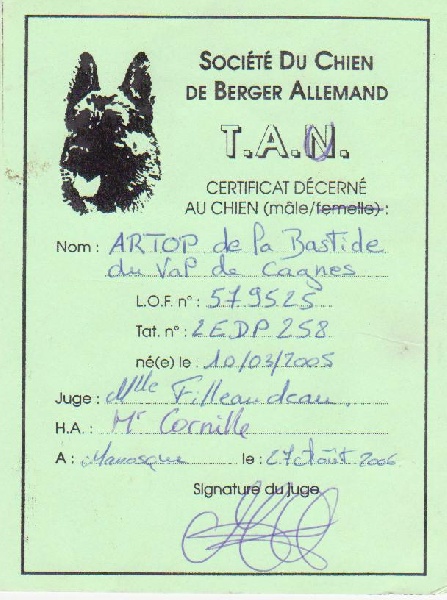 SOCIÉTÉ DU CHIEN
DE BERGER ALLEMAND
T.A.N.
CERTIFICAT DÉCERNÉ
AU CHIEN (mâle/femelle) :
Nom : ARTOP de la Bastide
du Val de Cagnes
L.O.F. n° : 579525
Tat. n° : 2EDP 258
né(e) le : 10/03/2005
Juge : Mlle Filleaudeau
H.A. : Mr Cornille
A : Manosque le : 27 Août 2006
Signature du juge